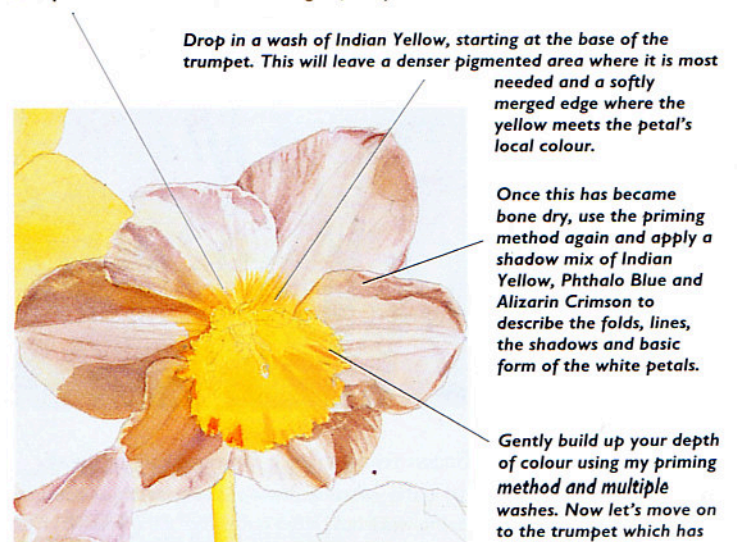 Drop in a wash of Indian Yellow, starting at the base of the
trumpet. This will leave a denser pigmented area where it is most
needed and a softly
merged edge where the
yellow meets the petal's
local colour.
Once this has became
bone dry, use the priming
method again and apply a
shadow mix of Indian
Yellow, Phthalo Blue and
Alizarin Crimson to
describe the folds, lines,
the shadows and basic
form of the white petals.
Gently build up your depth
of colour using my priming
method and multiple
washes. Now let's move on
to the trumpet which has